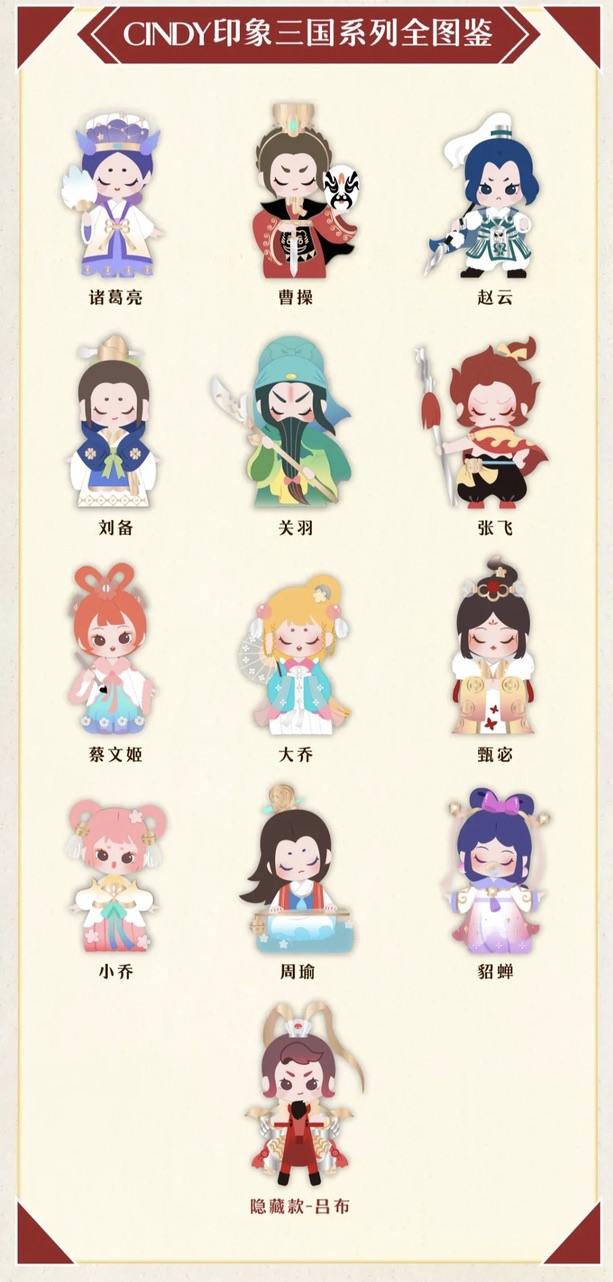 CINDY印象三国系列全图鉴
诸葛亮
曹操
赵云
刘备
关羽
张飞
蔡文姬
大乔
甄宓
小乔
周瑜
貂蝉
隐藏款-吕布